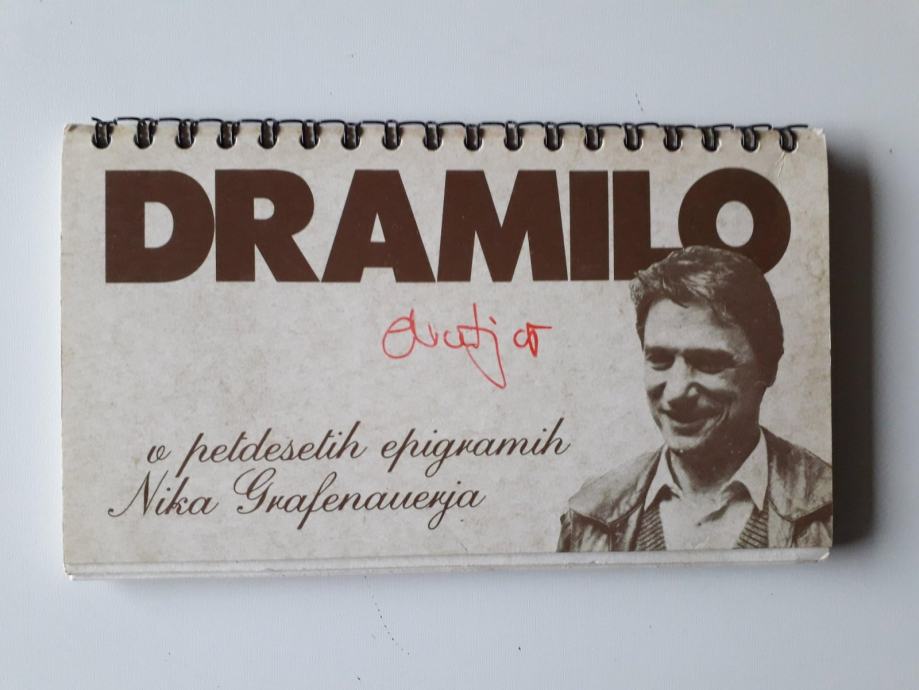 DRAMILO
v petdesetih epigramih
Nika Grafenauerja